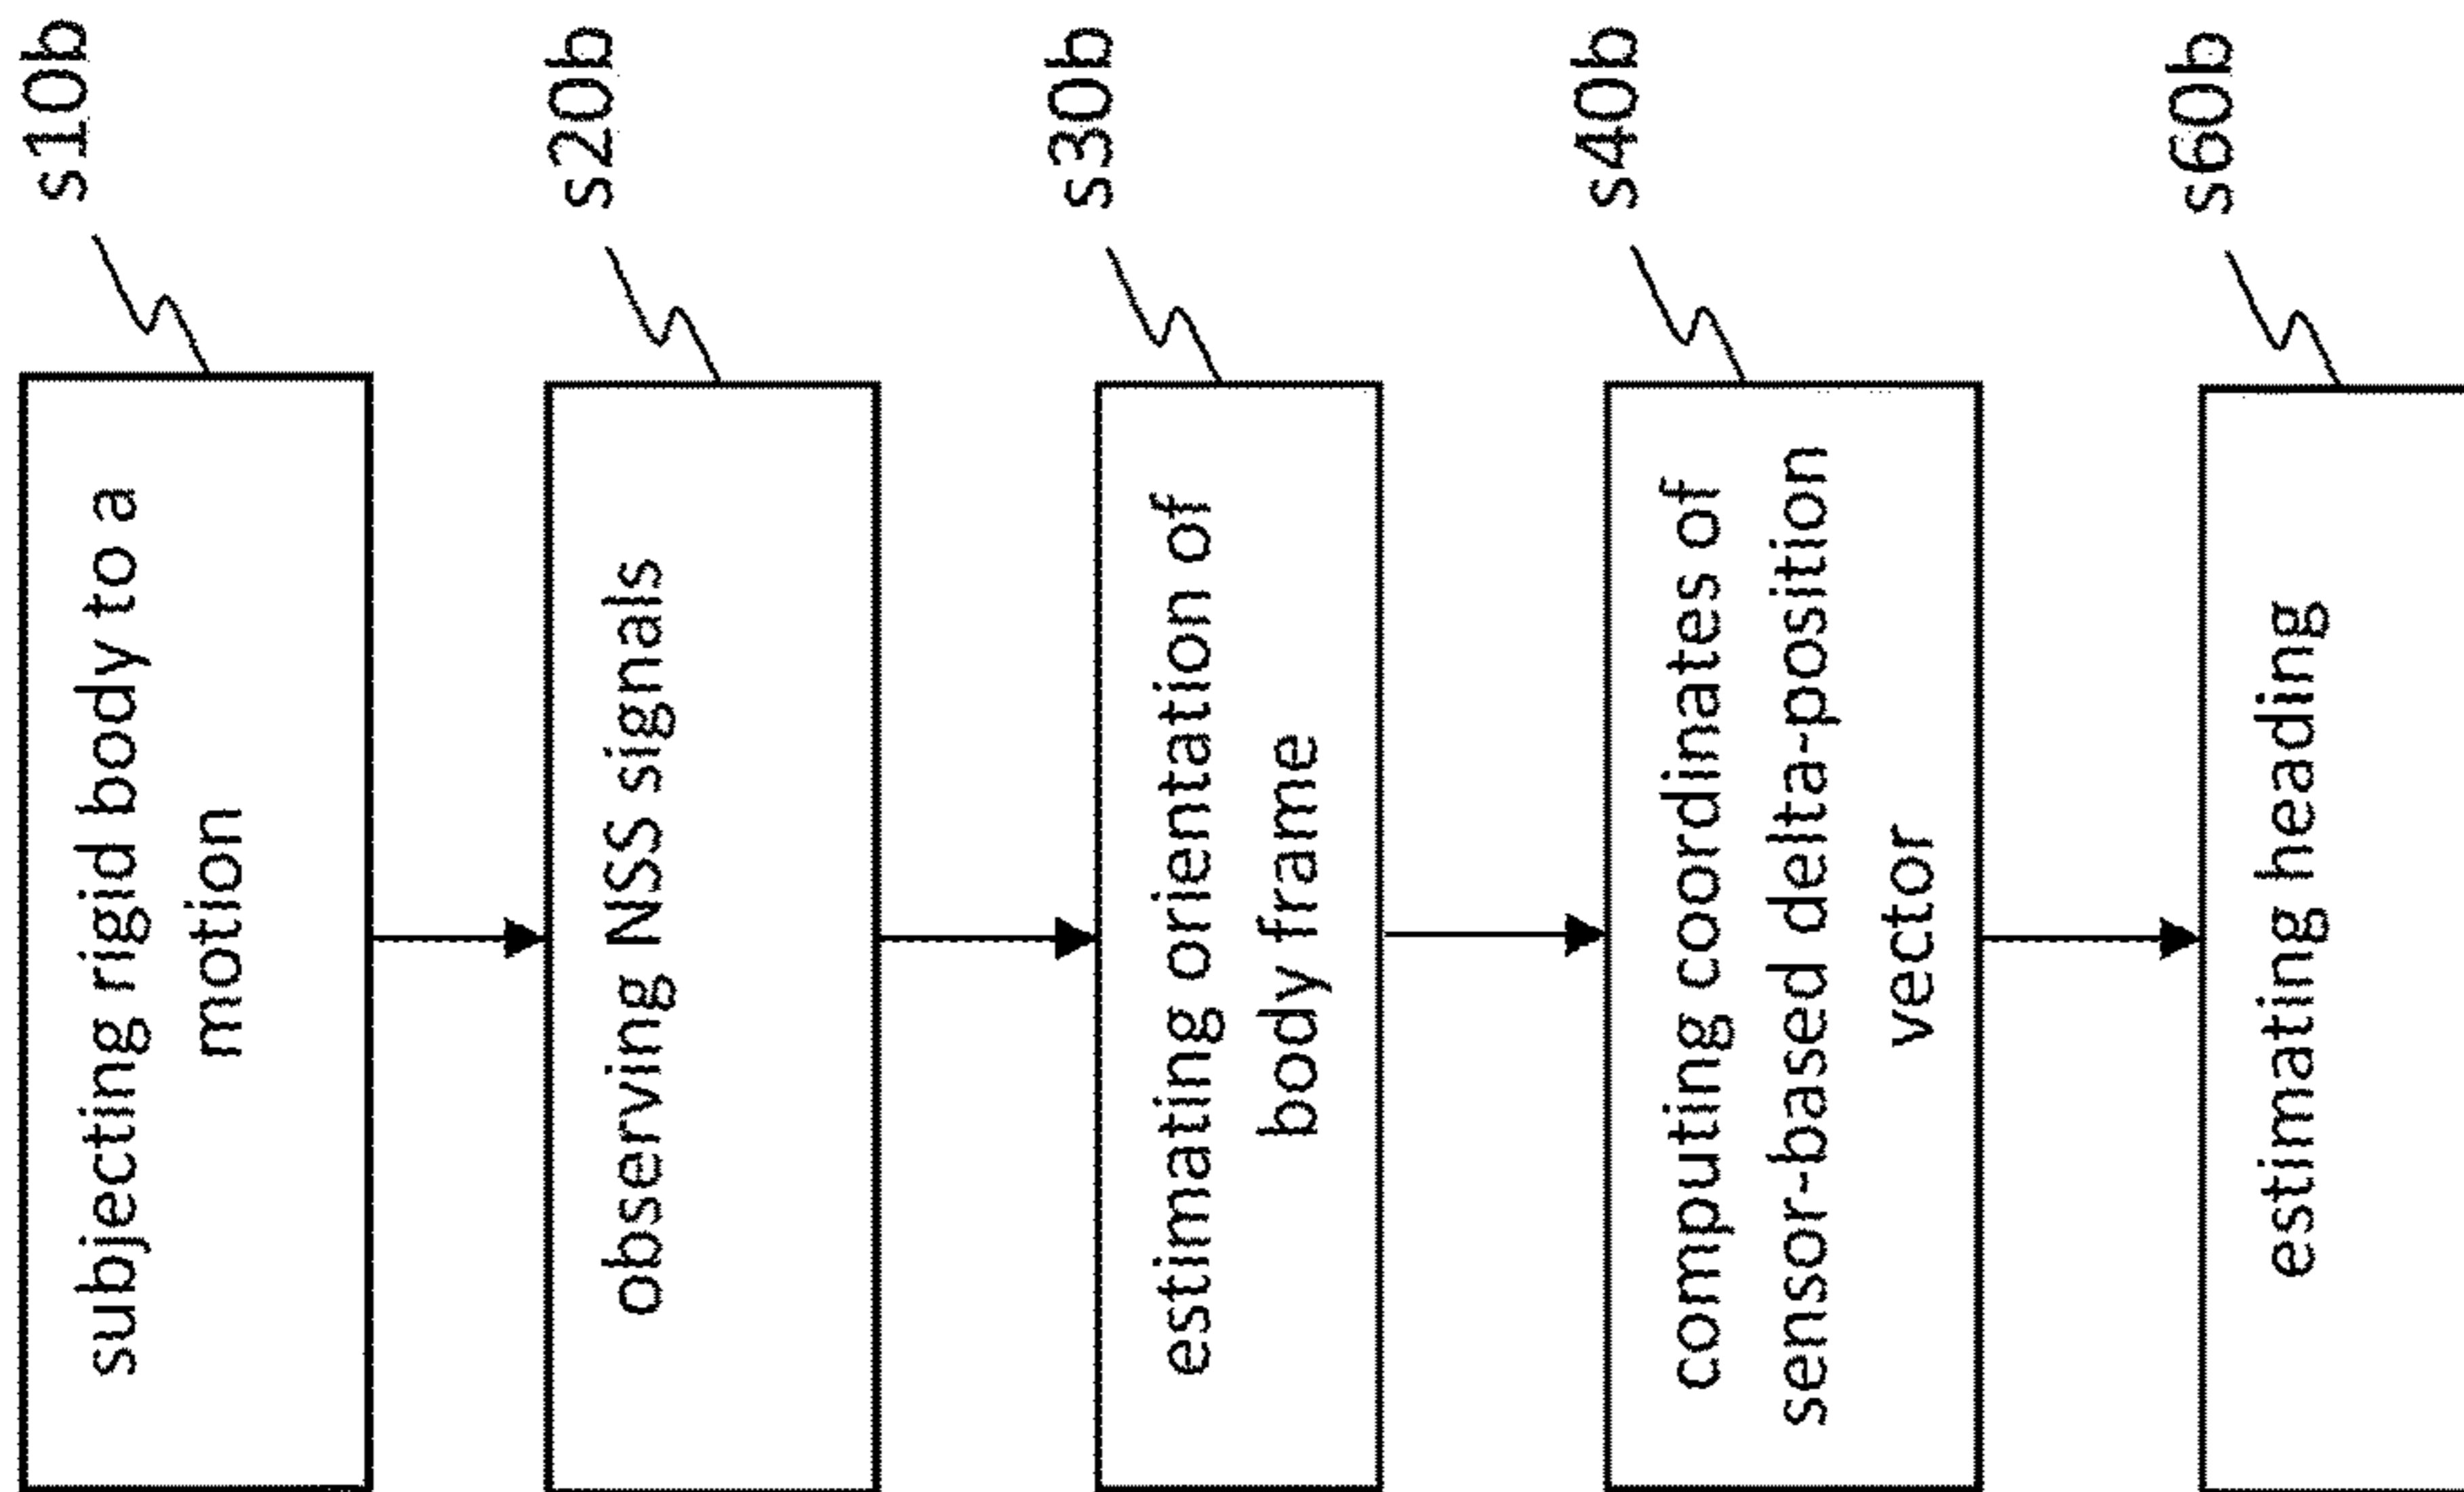 s10b
subjecting rigid body to a
motion
s20b
observing NSS signals
s30b
estimating orientation of
body frame
s40b
computing coordinates of
sensor-based delta-position
vector
s60b
estimating heading